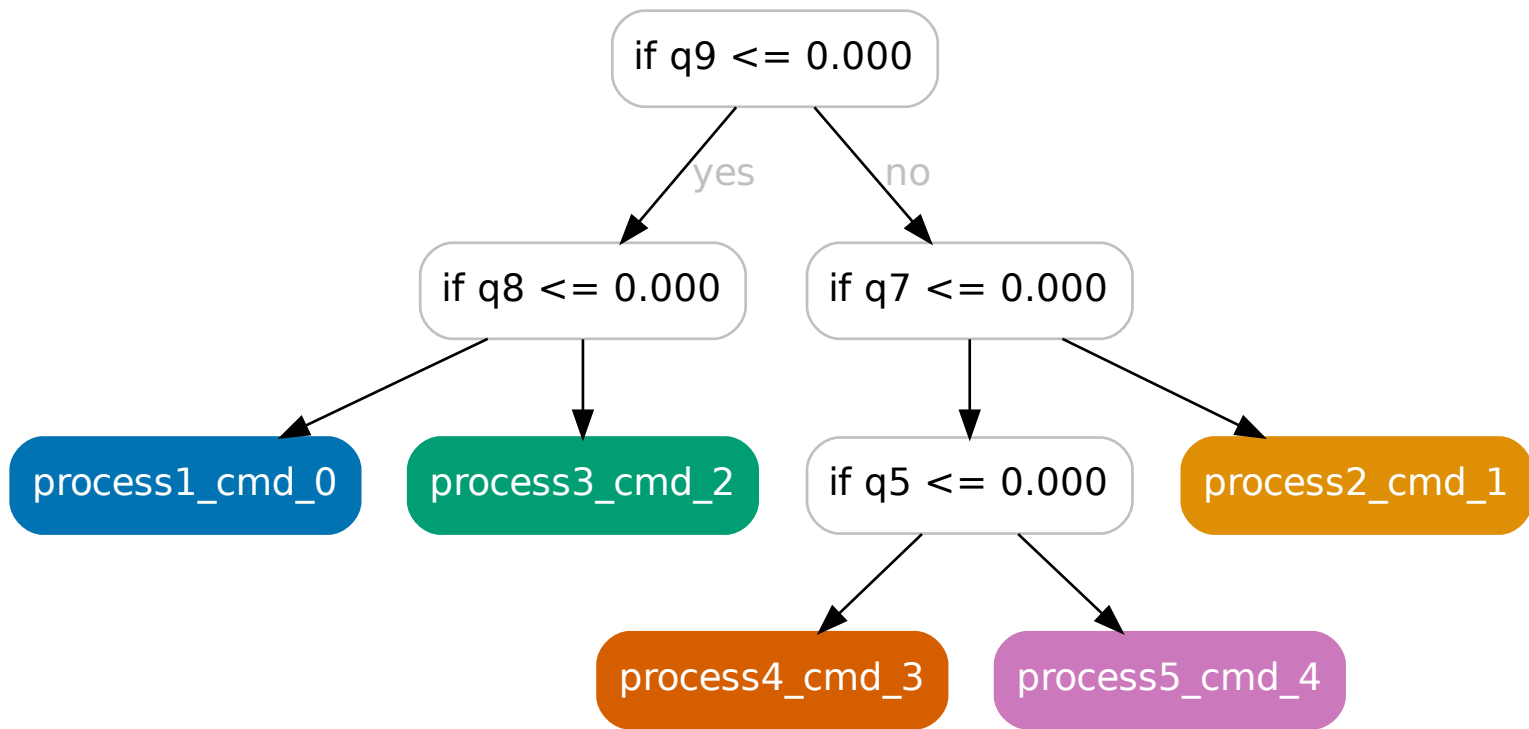 if q9 <= 0.000
yes
no
if q8 <= 0.000
if q7 <= 0.000
process1_cmd_0
process3_cmd_2
if q5 <= 0.000
process2_cmd_1
process4_cmd_3
process5_cmd_4